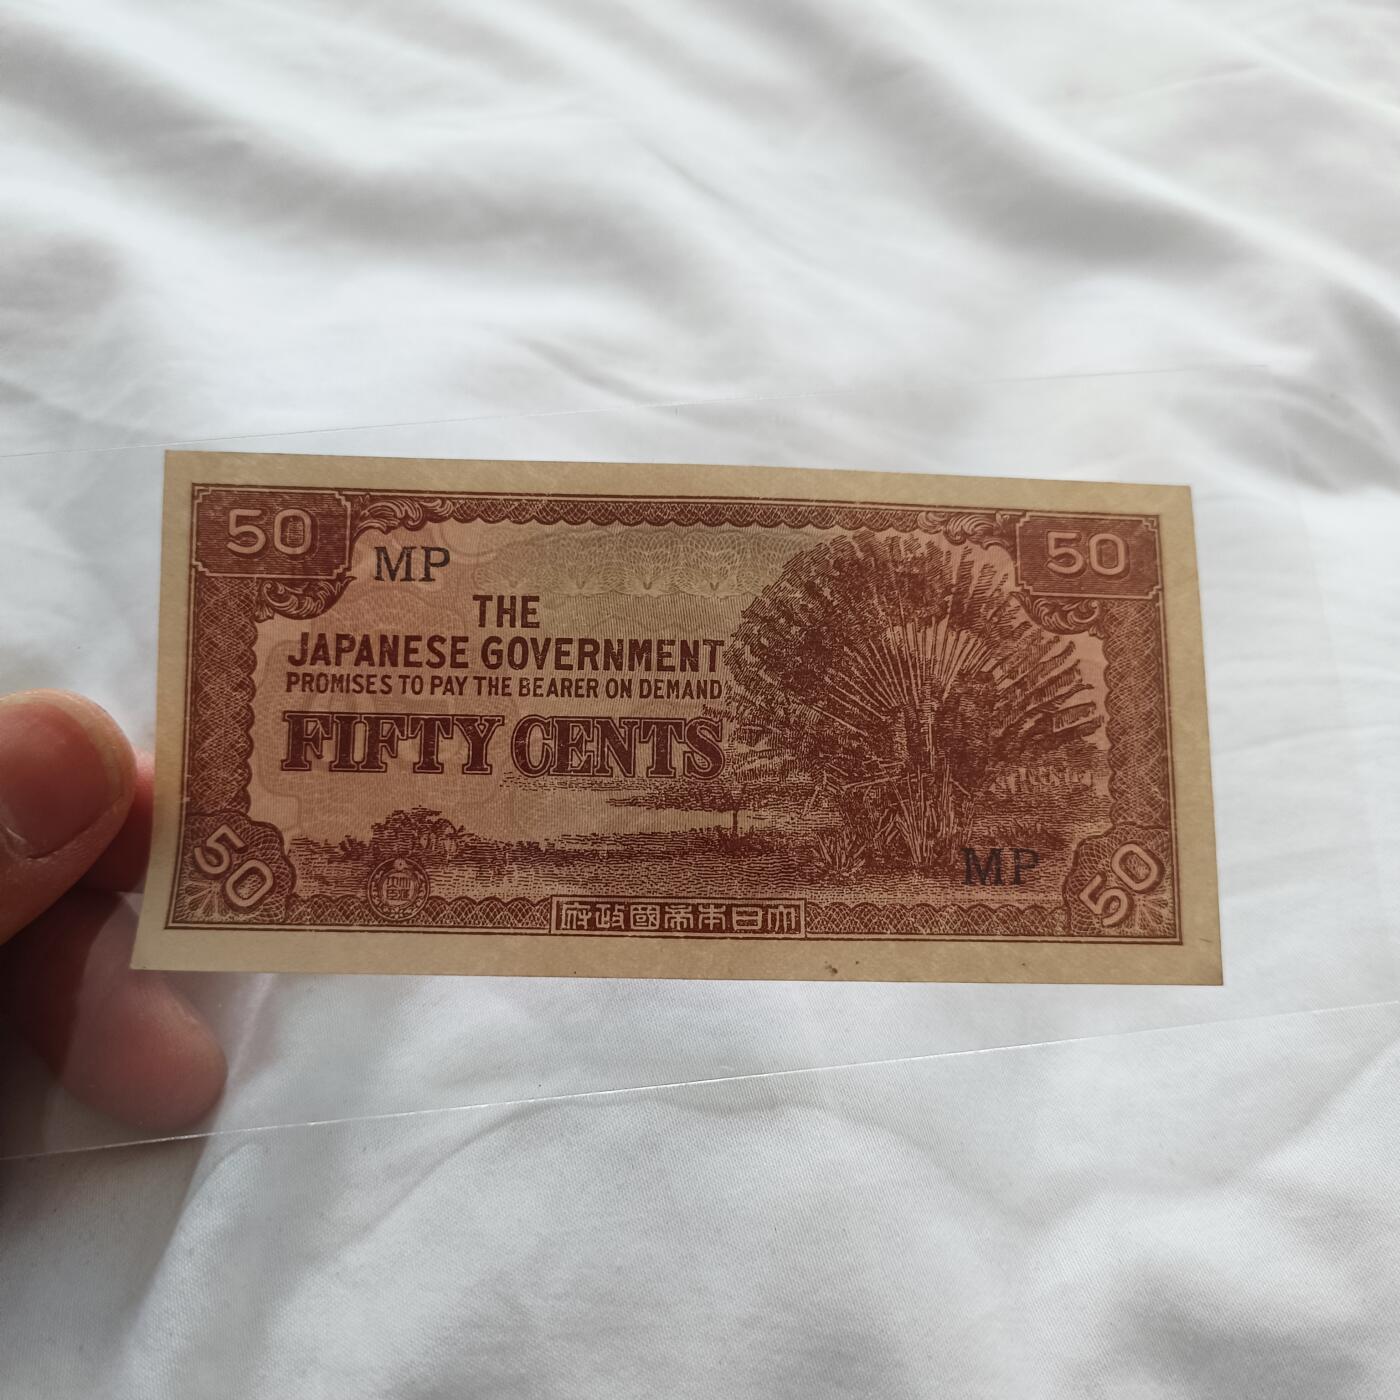 50
50
MP
THE
JAPANESE GOVERNMENT
PROMISES TO PAY THE BEARER ON DEMAND
FIFTY CENTS
MP
50
50
府政國帝本日大